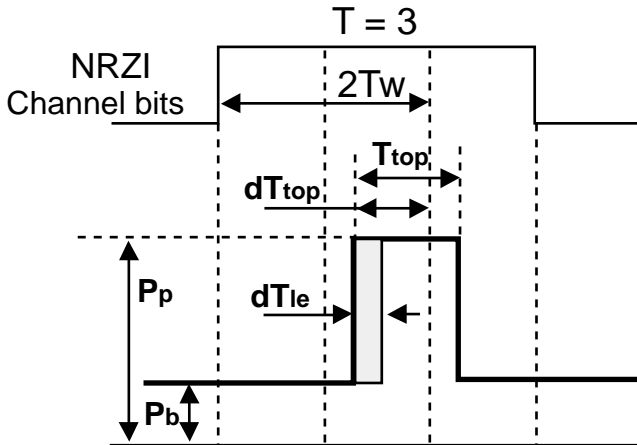 T = 3
NRZI
Channel bits
2Tw
Ttop
dTtop
Pp
dTle
Pb